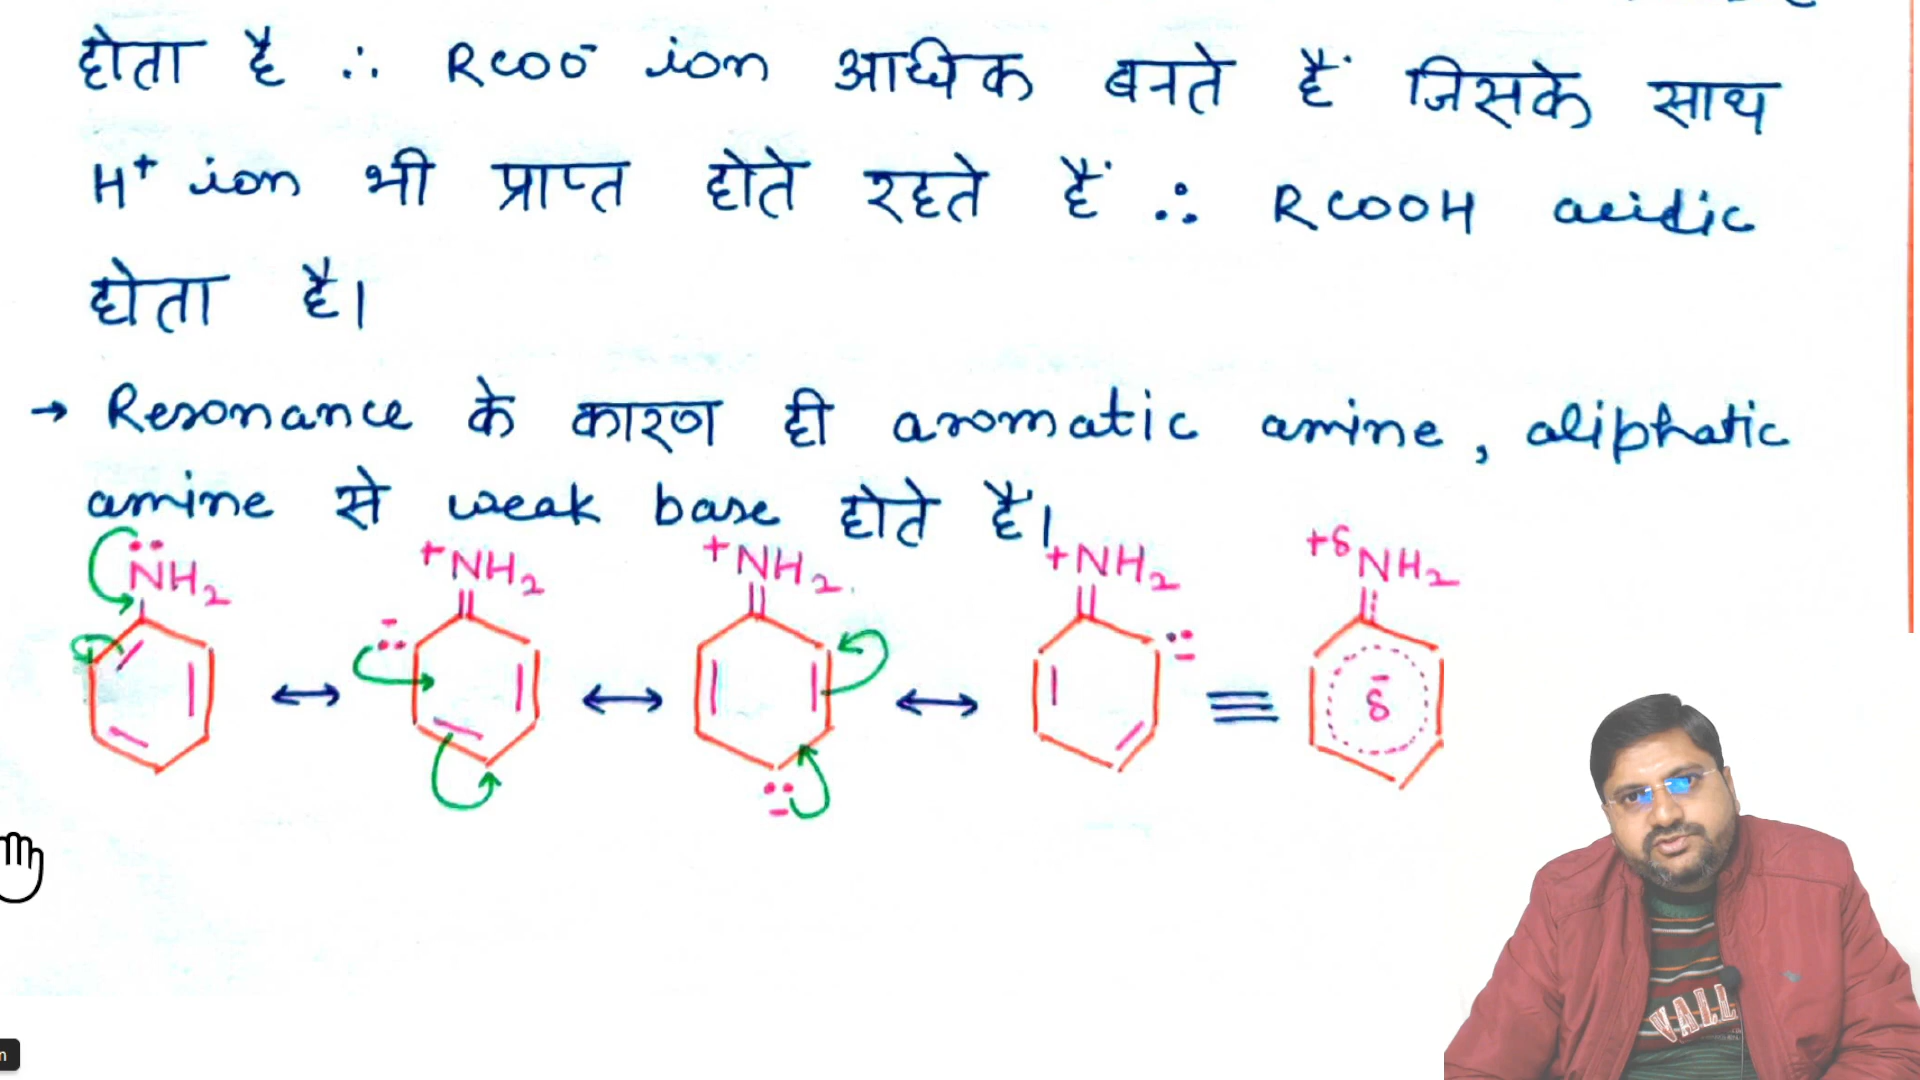 होता है ∴ RCOO⁻ ion अधिक बनते हैं जिसके साथ
H⁺ ion भी प्राप्त होते रहते हैं ∴ RCOOH acidic
होता है।
→ Resonance के कारण ही aromatic amine, aliphatic
amine से weak base होते हैं।
N̈H₂ +NH₂ +NH₂ +NH₂ +δNH₂
- ↔ ↔ - ↔ - ≡ δ̄
VALL
n